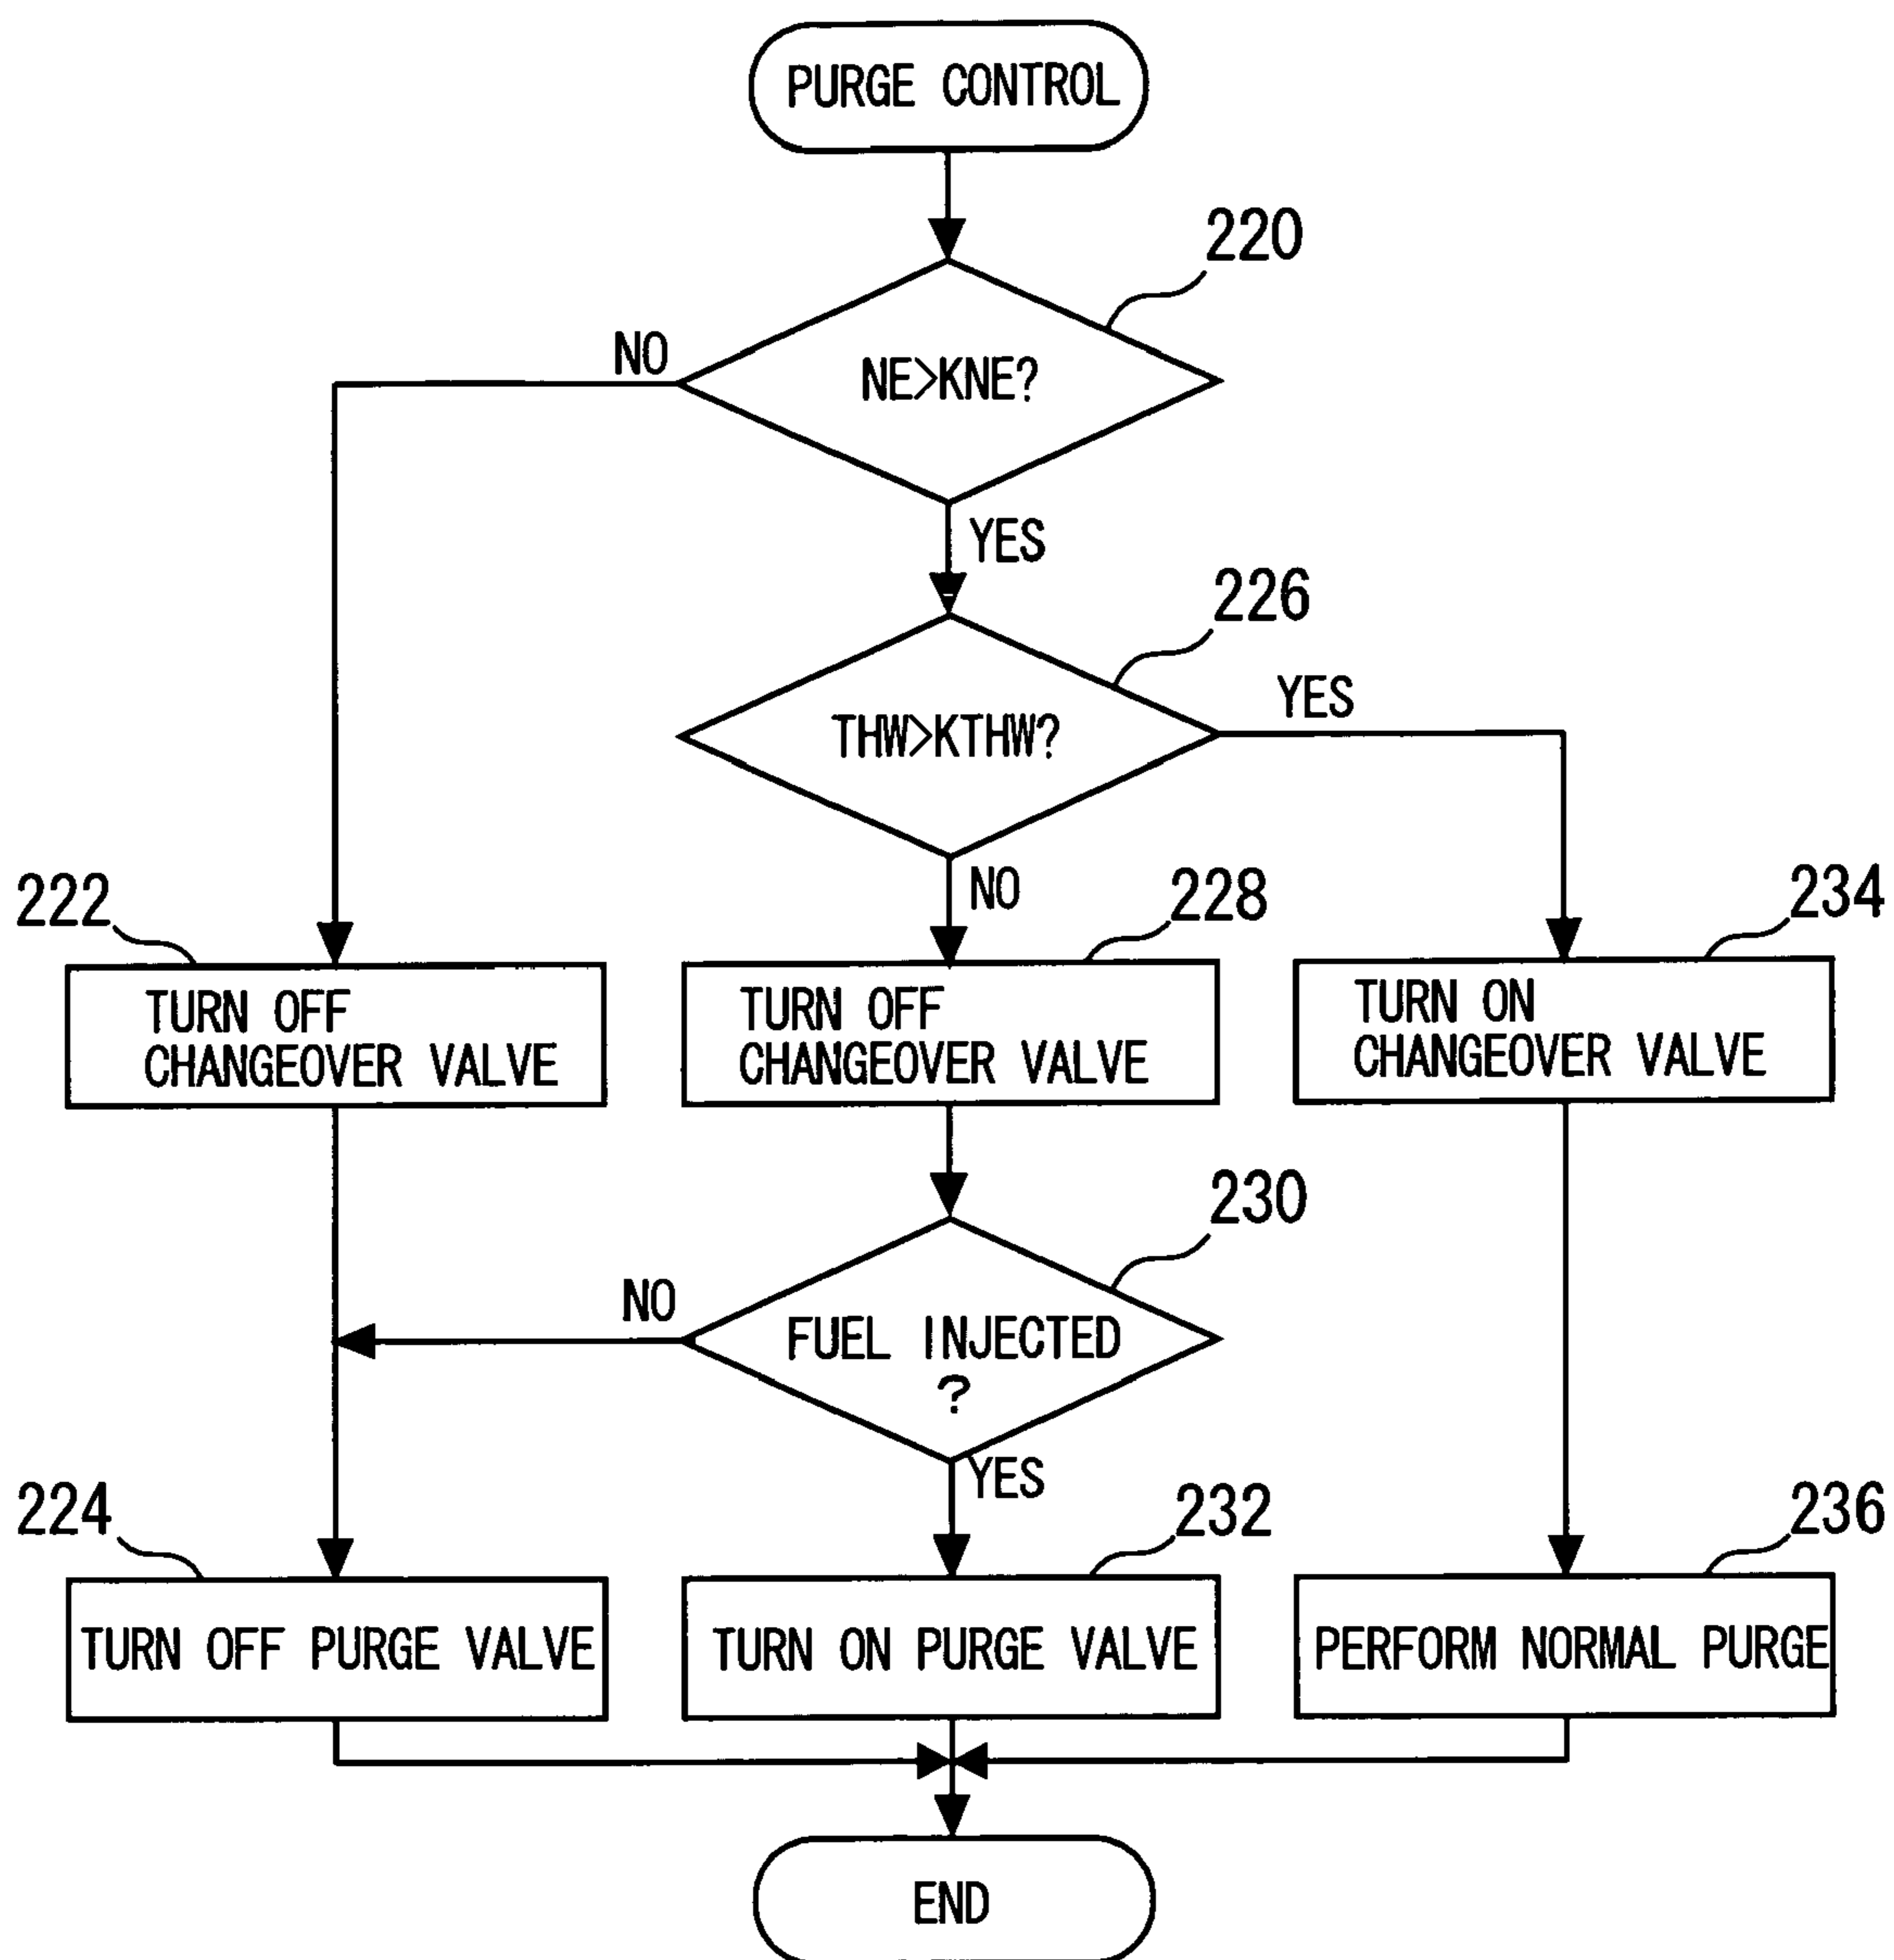 PURGE CONTROL
220
NE>KNE?
NO
YES
226
THW>KTHW?
YES
NO
222
228
234
TURN OFF
CHANGEOVER VALVE
TURN OFF
CHANGEOVER VALVE
TURN ON
CHANGEOVER VALVE
230
NO
FUEL INJECTED
?
YES
224
232
236
TURN OFF PURGE VALVE
TURN ON PURGE VALVE
PERFORM NORMAL PURGE
END